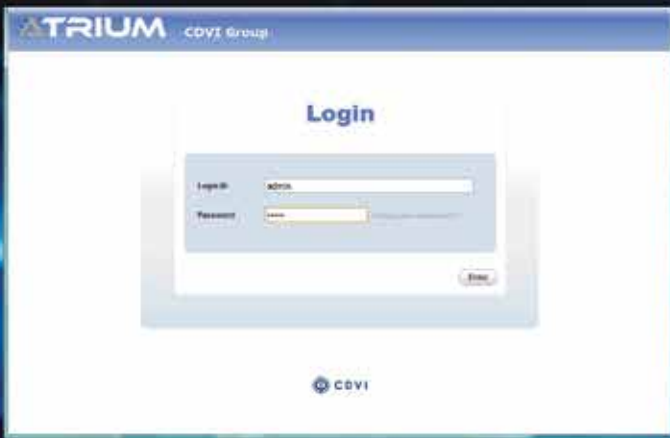 ATRIUM CDVI Group
Login
Login ID admin
Password •••••
Enter
CDVI